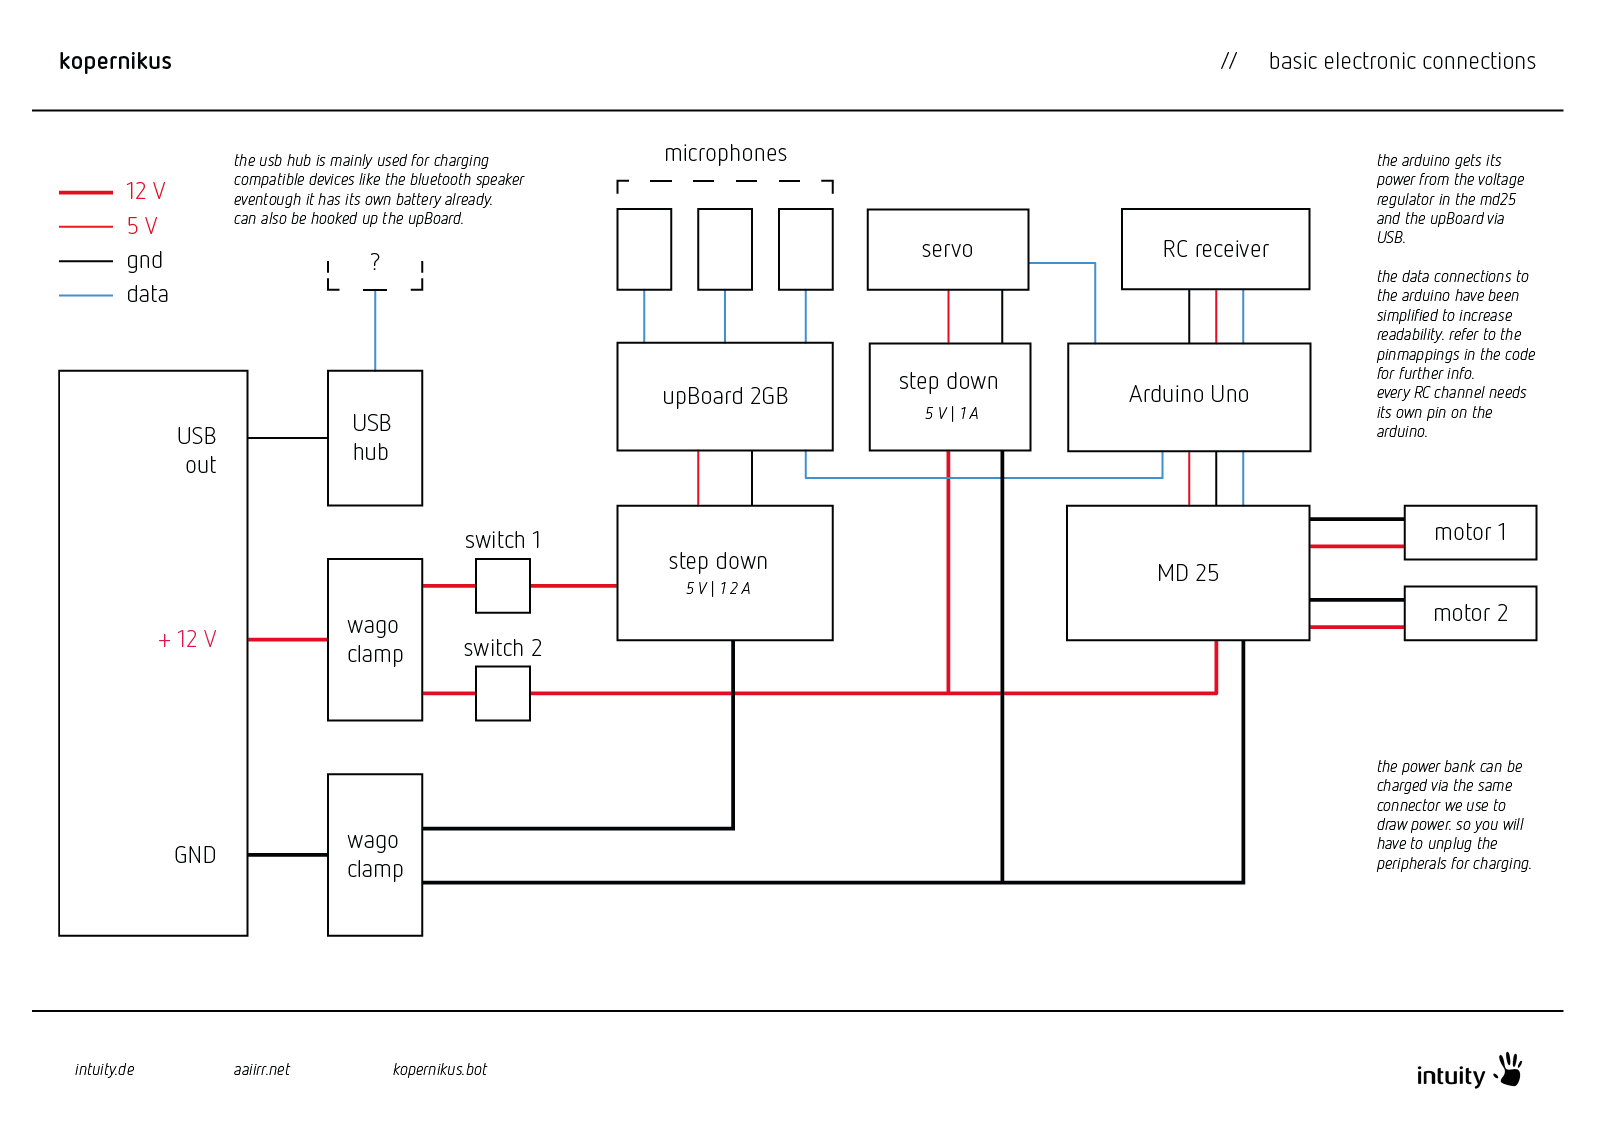 kopernikus
// basic electronic connections
12 V
5 V
gnd
data
the usb hub is mainly used for charging
compatible devices like the bluetooth speaker
eventough it has its own battery already.
can also be hooked up the upBoard.
?
microphones
servo
RC receiver
the arduino gets its
power from the voltage
regulator in the md25
and the upBoard via
USB.
the data connections to
the arduino have been
simplified to increase
readability. refer to the
pinmappings in the code
for further info.
every RC channel needs
its own pin on the
arduino.
USB
out
USB
hub
upBoard 2GB
step down
5 V | 1 A
Arduino Uno
switch 1
step down
5 V | 1 2 A
MD 25
motor 1
motor 2
+ 12 V
wago
clamp
switch 2
GND
wago
clamp
the power bank can be
charged via the same
connector we use to
draw power. so you will
have to unplug the
peripherals for charging.
intuity.de
aaiirr.net
kopernikus.bot
intuity